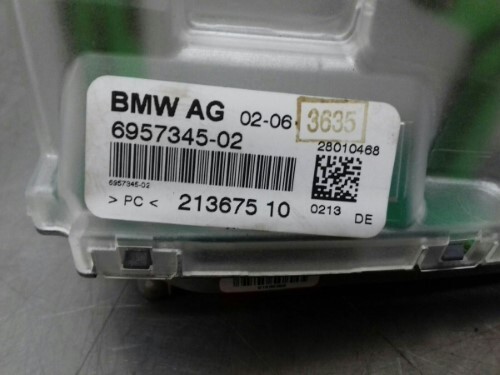 BMW AG 02-06 3635
6957345-02
28010468
6957345-02
> PC < 213675 10
0213 DE